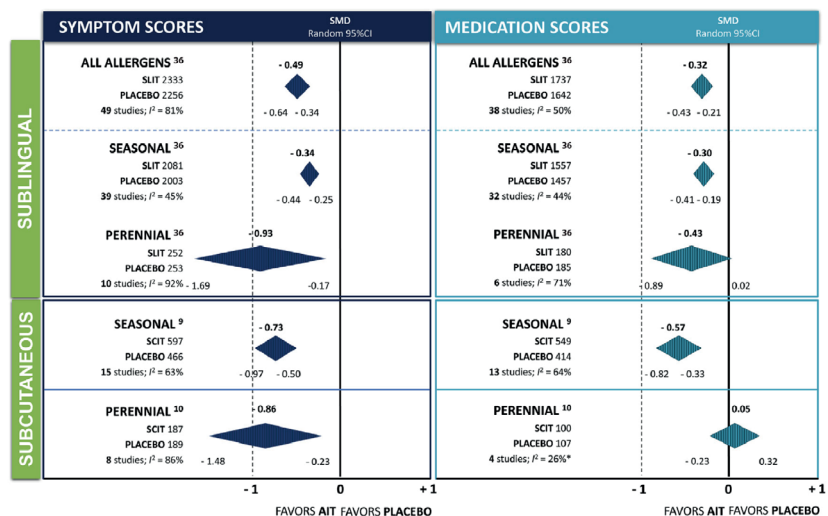 SYMPTOM SCORES
SMD
Random 95%CI
MEDICATION SCORES
SMD
Random 95%CI
SUBLINGUAL
ALL ALLERGENS 36
- 0.49
SLIT 2333
PLACEBO 2256
49 studies; I² = 81%
- 0.64 - 0.34
ALL ALLERGENS 36
- 0.32
SLIT 1737
PLACEBO 1642
38 studies; I² = 50%
- 0.43 - 0.21
SEASONAL 36
- 0.34
SLIT 2081
PLACEBO 2003
39 studies; I² = 45%
- 0.44 - 0.25
SEASONAL 36
- 0.30
SLIT 1557
PLACEBO 1457
32 studies; I² = 44%
- 0.41 - 0.19
PERENNIAL 36
- 0.93
SLIT 252
PLACEBO 253
10 studies; I² = 92%
- 1.69 -0.17
PERENNIAL 36
- 0.43
SLIT 180
PLACEBO 185
6 studies; I² = 71%
-0.89 0.02
SUBCUTANEOUS
SEASONAL 9
- 0.73
SCIT 597
PLACEBO 466
15 studies; I² = 63%
- 0.97 - 0.50
SEASONAL 9
- 0.57
SCIT 549
PLACEBO 414
13 studies; I² = 64%
- 0.82 - 0.33
PERENNIAL 10
- 0.86
SCIT 187
PLACEBO 189
8 studies; I² = 86%
- 1.48 -0.23
PERENNIAL 10
0.05
SCIT 100
PLACEBO 107
4 studies; I² = 26%*
- 0.23 0.32
- 1 0 + 1
FAVORS AIT FAVORS PLACEBO
- 1 0 + 1
FAVORS AIT FAVORS PLACEBO